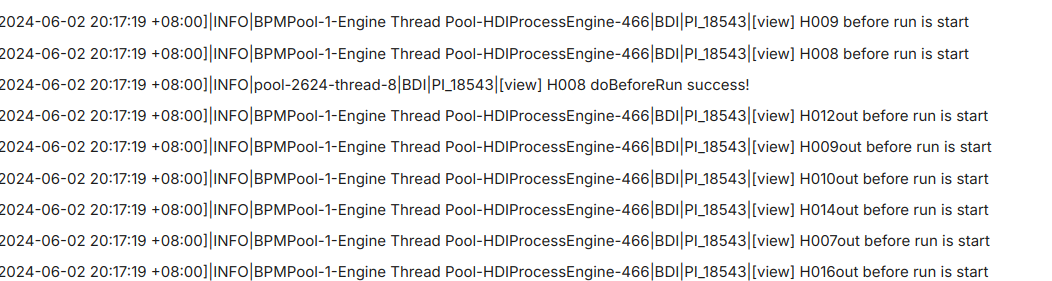 2024-06-02 20:17:19 +08:00]|INFO|BPMPool-1-Engine Thread Pool-HDIProcessEngine-466|BDI|PI_18543|[view] H009 before run is start
2024-06-02 20:17:19 +08:00]|INFO|BPMPool-1-Engine Thread Pool-HDIProcessEngine-466|BDI|PI_18543|[view] H008 before run is start
2024-06-02 20:17:19 +08:00]|INFO|pool-2624-thread-8|BDI|PI_18543|[view] H008 doBeforeRun success!
2024-06-02 20:17:19 +08:00]|INFO|BPMPool-1-Engine Thread Pool-HDIProcessEngine-466|BDI|PI_18543|[view] H012out before run is start
2024-06-02 20:17:19 +08:00]|INFO|BPMPool-1-Engine Thread Pool-HDIProcessEngine-466|BDI|PI_18543|[view] H009out before run is start
2024-06-02 20:17:19 +08:00]|INFO|BPMPool-1-Engine Thread Pool-HDIProcessEngine-466|BDI|PI_18543|[view] H010out before run is start
2024-06-02 20:17:19 +08:00]|INFO|BPMPool-1-Engine Thread Pool-HDIProcessEngine-466|BDI|PI_18543|[view] H014out before run is start
2024-06-02 20:17:19 +08:00]|INFO|BPMPool-1-Engine Thread Pool-HDIProcessEngine-466|BDI|PI_18543|[view] H007out before run is start
2024-06-02 20:17:19 +08:00]|INFO|BPMPool-1-Engine Thread Pool-HDIProcessEngine-466|BDI|PI_18543|[view] H016out before run is start